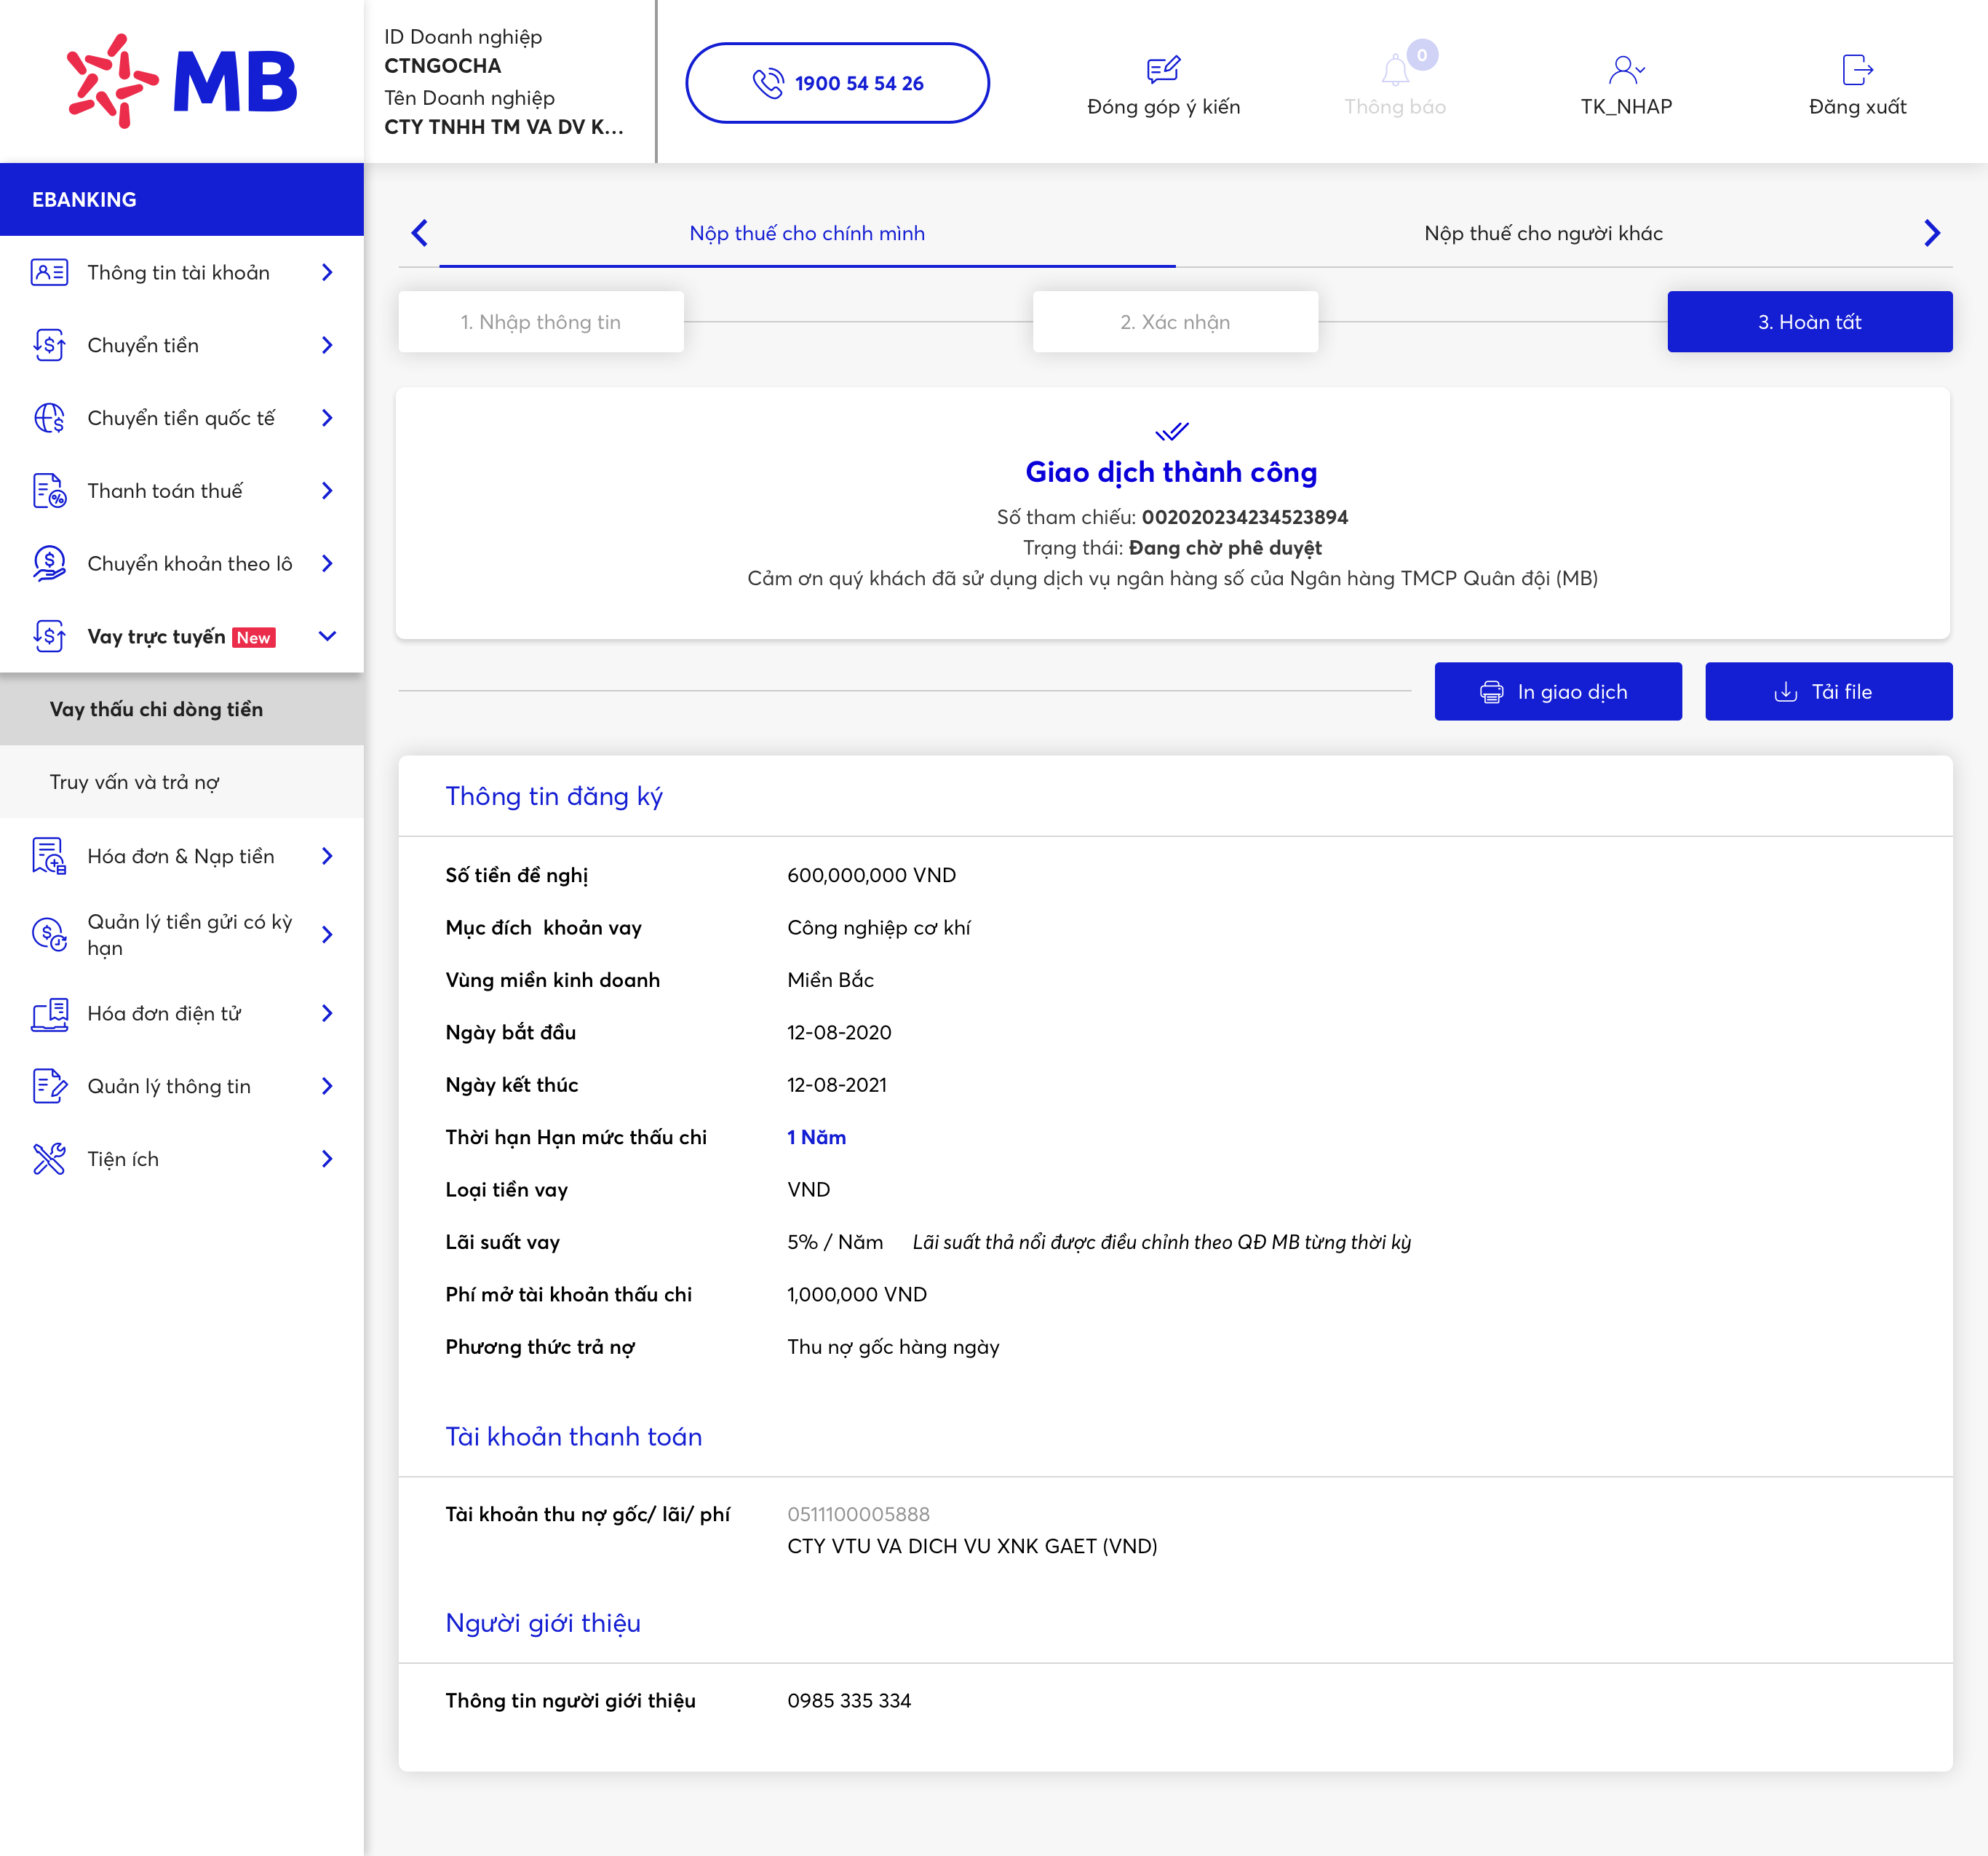 MB
ID Doanh nghiệp
CTNGOCHA
Tên Doanh nghiệp
CTY TNHH TM VA DV K...
1900 54 54 26
Đóng góp ý kiến
0
Thông báo
TK_NHAP
Đăng xuất
EBANKING
Thông tin tài khoản
Chuyển tiền
Chuyển tiền quốc tế
Thanh toán thuế
Chuyển khoản theo lô
Vay trực tuyến New
Vay thấu chi dòng tiền
Truy vấn và trả nợ
Hóa đơn & Nạp tiền
Quản lý tiền gửi có kỳ
hạn
Hóa đơn điện tử
Quản lý thông tin
Tiện ích
Nộp thuế cho chính mình
Nộp thuế cho người khác
1. Nhập thông tin
2. Xác nhận
3. Hoàn tất
Giao dịch thành công
Số tham chiếu: 002020234234523894
Trạng thái: Đang chờ phê duyệt
Cảm ơn quý khách đã sử dụng dịch vụ ngân hàng số của Ngân hàng TMCP Quân đội (MB)
In giao dịch
Tải file
Thông tin đăng ký
Số tiền đề nghị 600,000,000 VND
Mục đích  khoản vay Công nghiệp cơ khí
Vùng miền kinh doanh Miền Bắc
Ngày bắt đầu 12-08-2020
Ngày kết thúc 12-08-2021
Thời hạn Hạn mức thấu chi 1 Năm
Loại tiền vay VND
Lãi suất vay 5% / Năm Lãi suất thả nổi được điều chỉnh theo QĐ MB từng thời kỳ
Phí mở tài khoản thấu chi 1,000,000 VND
Phương thức trả nợ Thu nợ gốc hàng ngày
Tài khoản thanh toán
Tài khoản thu nợ gốc/ lãi/ phí 0511100005888
CTY VTU VA DICH VU XNK GAET (VND)
Người giới thiệu
Thông tin người giới thiệu 0985 335 334